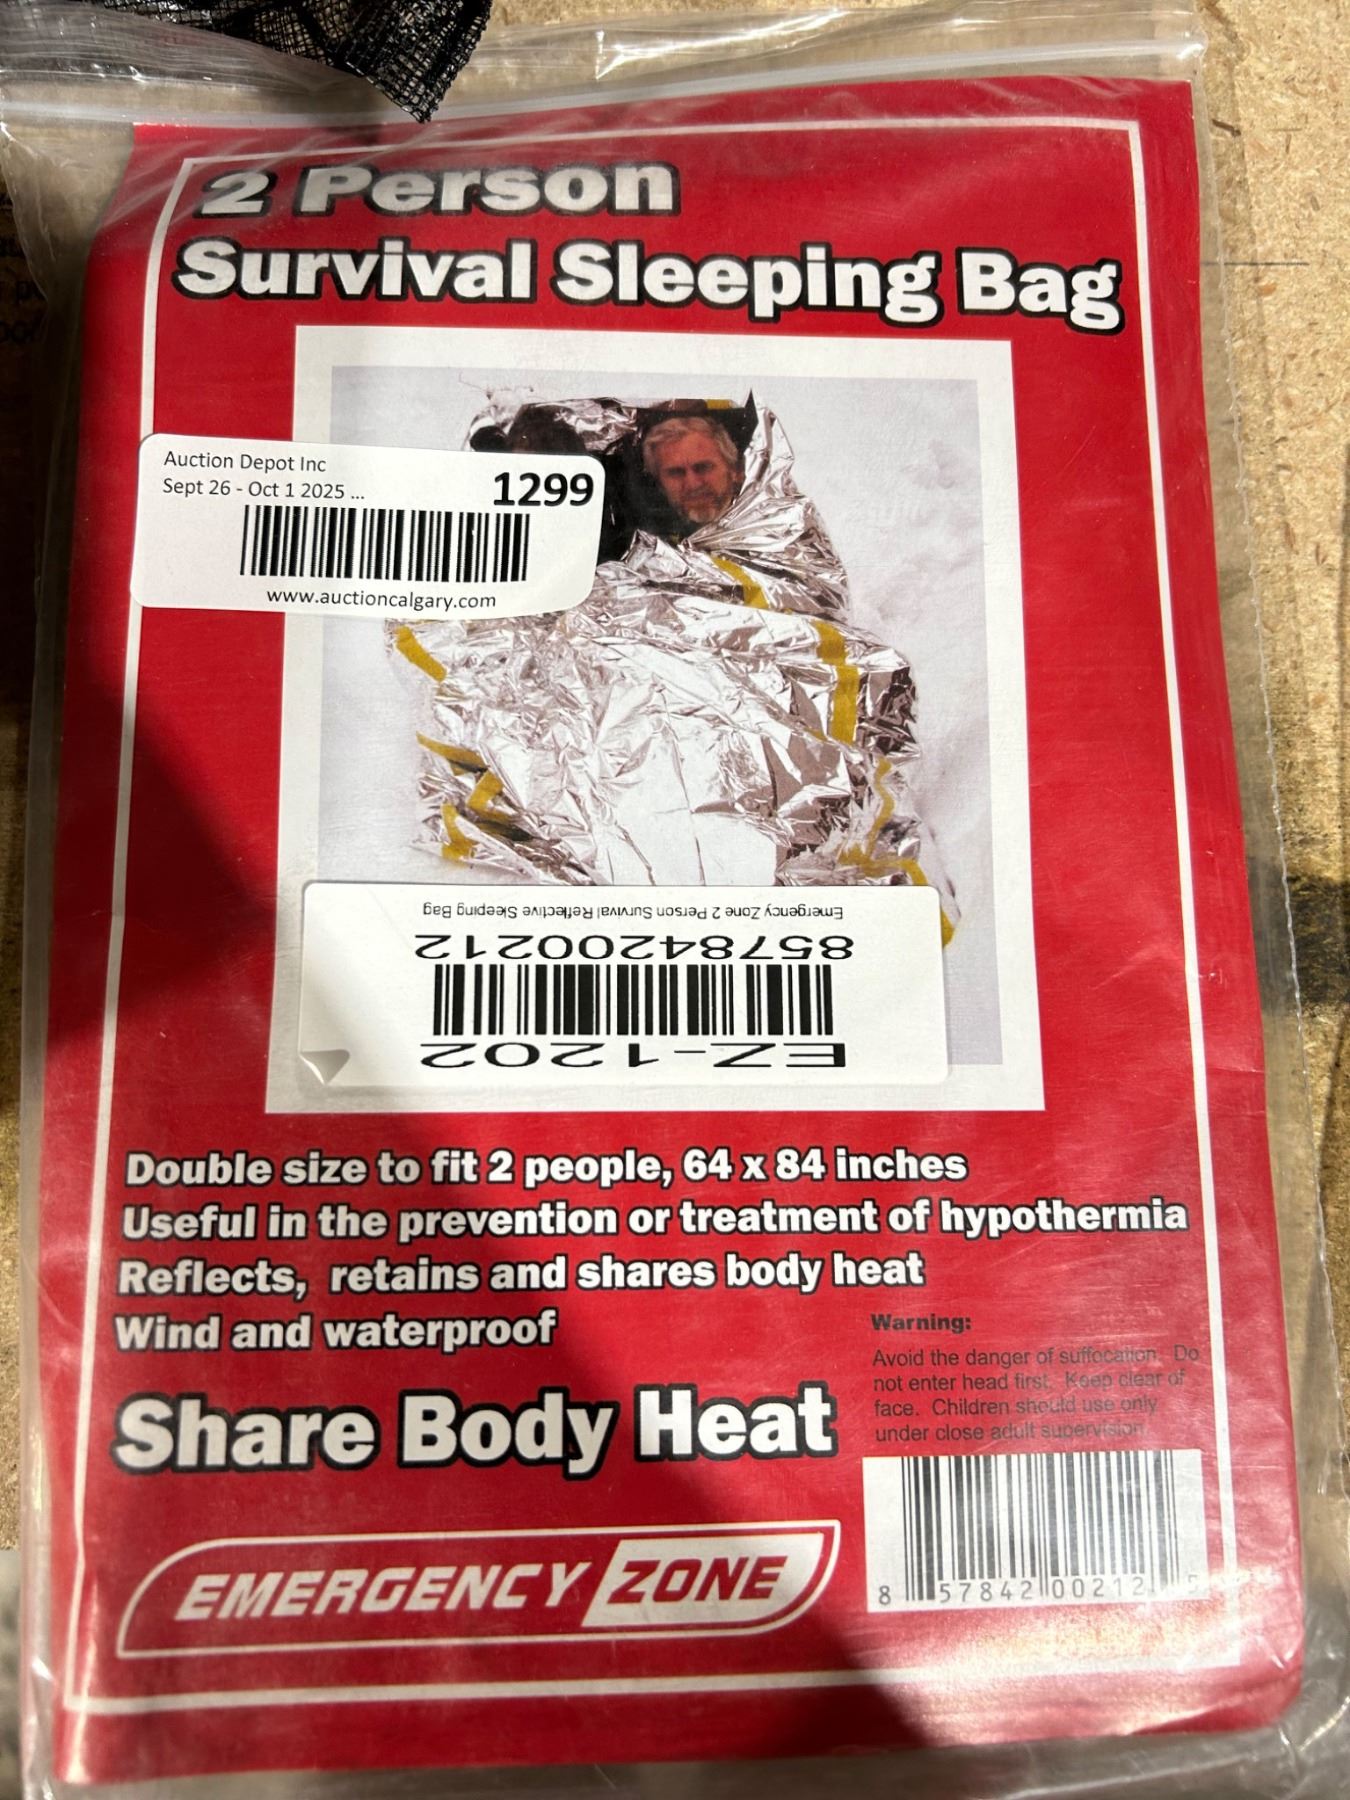 2 Person
Survival Sleeping Bag
Auction Depot Inc
Sept 26 - Oct 1 2025 ...
1299
www.auctioncalgary.com
EZ-1202
85784200212
Emergency Zone 2 Person Survival Reflective Sleeping Bag
Double size to fit 2 people, 64 x 84 inches
Useful in the prevention or treatment of hypothermia
Reflects, retains and shares body heat
Wind and waterproof
Share Body Heat
Warning:
Avoid the danger of suffocation. Do
not enter head first. Keep clear of
face. Children should use only
under close adult supervision.
EMERGENCY ZONE
8 57842 00212 5